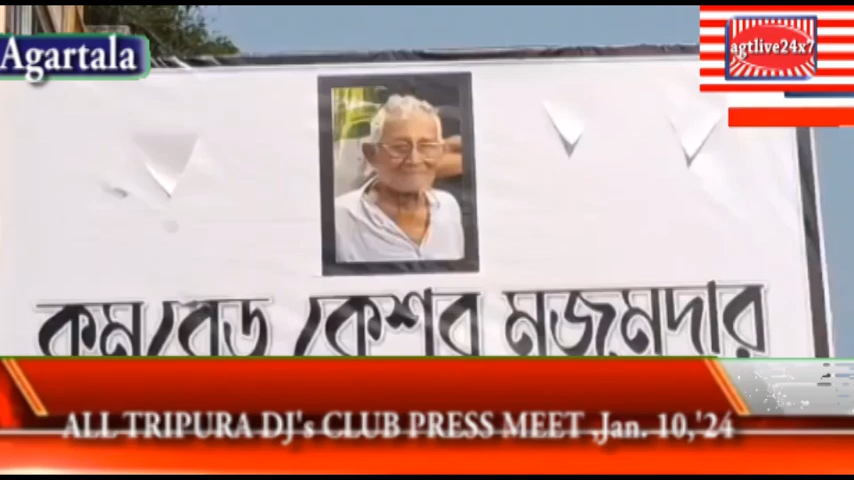 Agartala
agtlive24x7
কমরেড কেশব মজুমদার
ALL TRIPURA DJ's CLUB PRESS MEET ,Jan. 10,'24